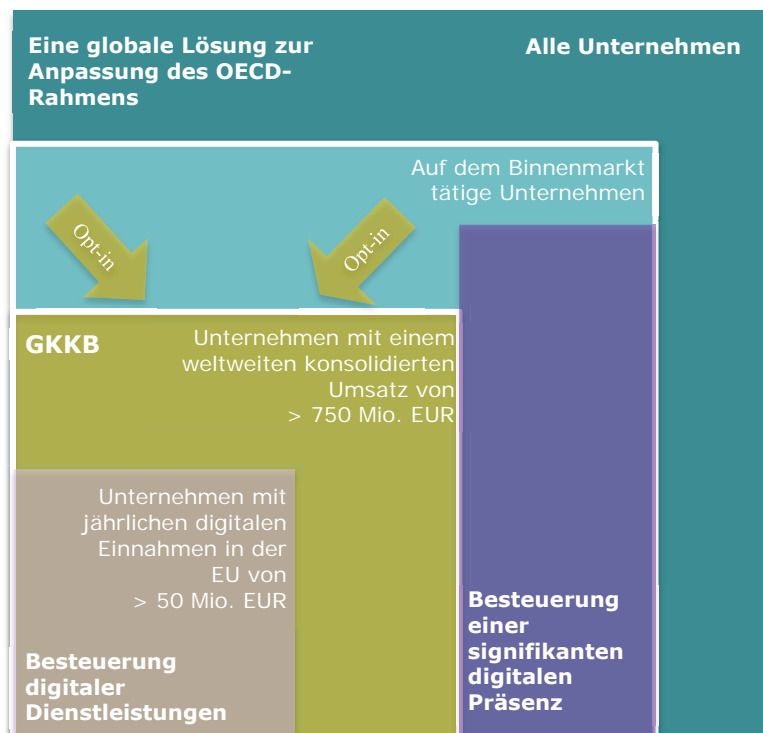 Eine globale Lösung zur
Anpassung des OECD-
Rahmens
Alle Unternehmen
Auf dem Binnenmarkt
tätige Unternehmen
Opt-in
Opt-in
GKKB
Unternehmen mit einem
weltweiten konsolidierten
Umsatz von
> 750 Mio. EUR
Unternehmen mit
jährlichen digitalen
Einnahmen in der
EU von
> 50 Mio. EUR
Besteuerung
digitaler
Dienstleistungen
Besteuerung
einer
signifikanten
digitalen
Präsenz